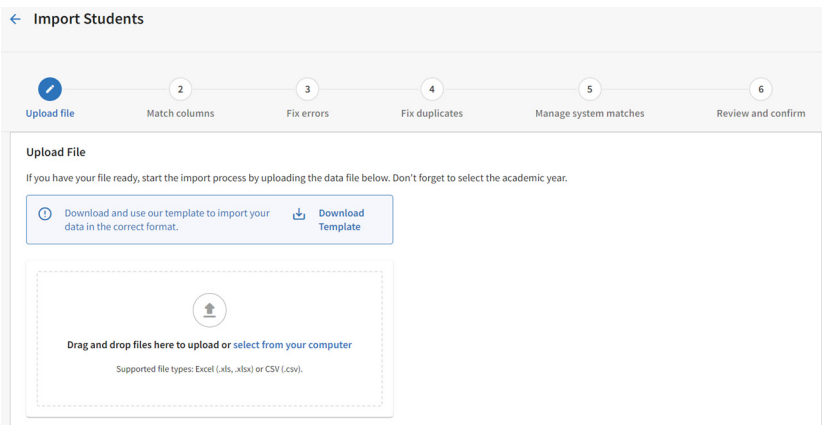 Import Students
2
3
4
5
6
Upload file
Match columns
Fix errors
Fix duplicates
Manage system matches
Review and confirm
Upload File
If you have your file ready, start the import process by uploading the data file below. Don't forget to select the academic year.
Download and use our template to import your
data in the correct format.
Download
Template
Drag and drop files here to upload or select from your computer
Supported file types: Excel (.xls, .xlsx) or CSV (.csv).